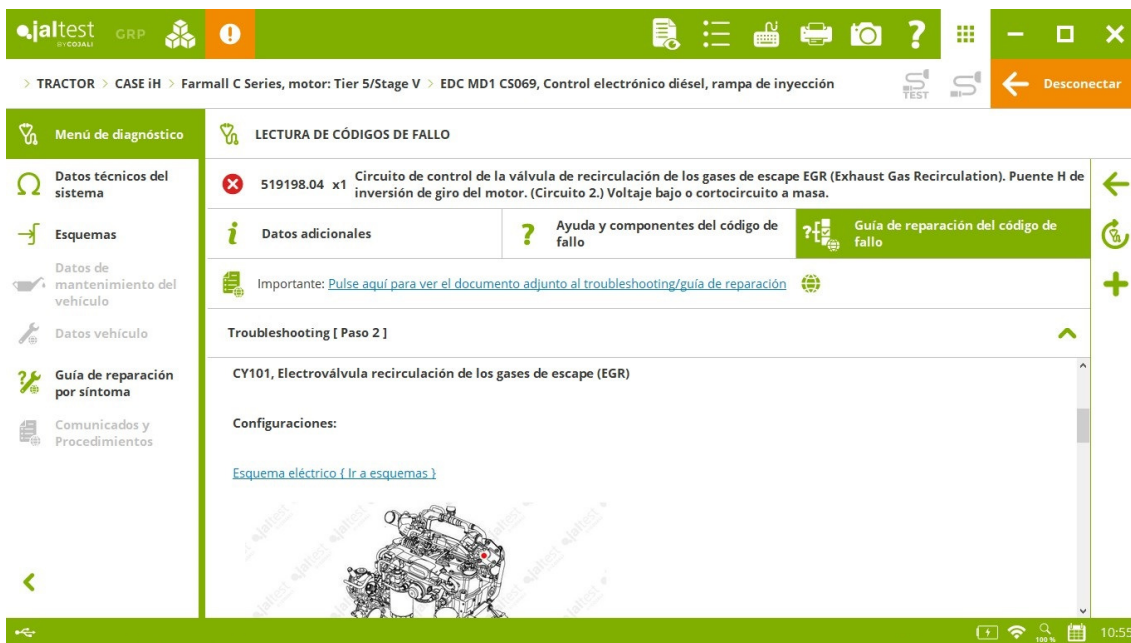 jaltest
BY COJALI
GRP
> TRACTOR > CASE iH > Farmall C Series, motor: Tier 5/Stage V > EDC MD1 CS069, Control electrónico diésel, rampa de inyección
TEST
Desconectar
Menú de diagnóstico
LECTURA DE CÓDIGOS DE FALLO
Datos técnicos del
sistema
519198.04 x1
Circuito de control de la válvula de recirculación de los gases de escape EGR (Exhaust Gas Recirculation). Puente H de
inversión de giro del motor. (Circuito 2.) Voltaje bajo o cortocircuito a masa.
Esquemas
Datos adicionales
Ayuda y componentes del código de
fallo
Guía de reparación del código de
fallo
Datos de
mantenimiento del
vehículo
Importante: Pulse aquí para ver el documento adjunto al troubleshooting/guía de reparación
Datos vehículo
Troubleshooting [ Paso 2 ]
Guía de reparación
por síntoma
CY101, Electroválvula recirculación de los gases de escape (EGR)
Comunicados y
Procedimientos
Configuraciones:
Esquema eléctrico { Ir a esquemas }
jaltest
jaltest
jaltest
jaltest
jaltest
100 %
10:55